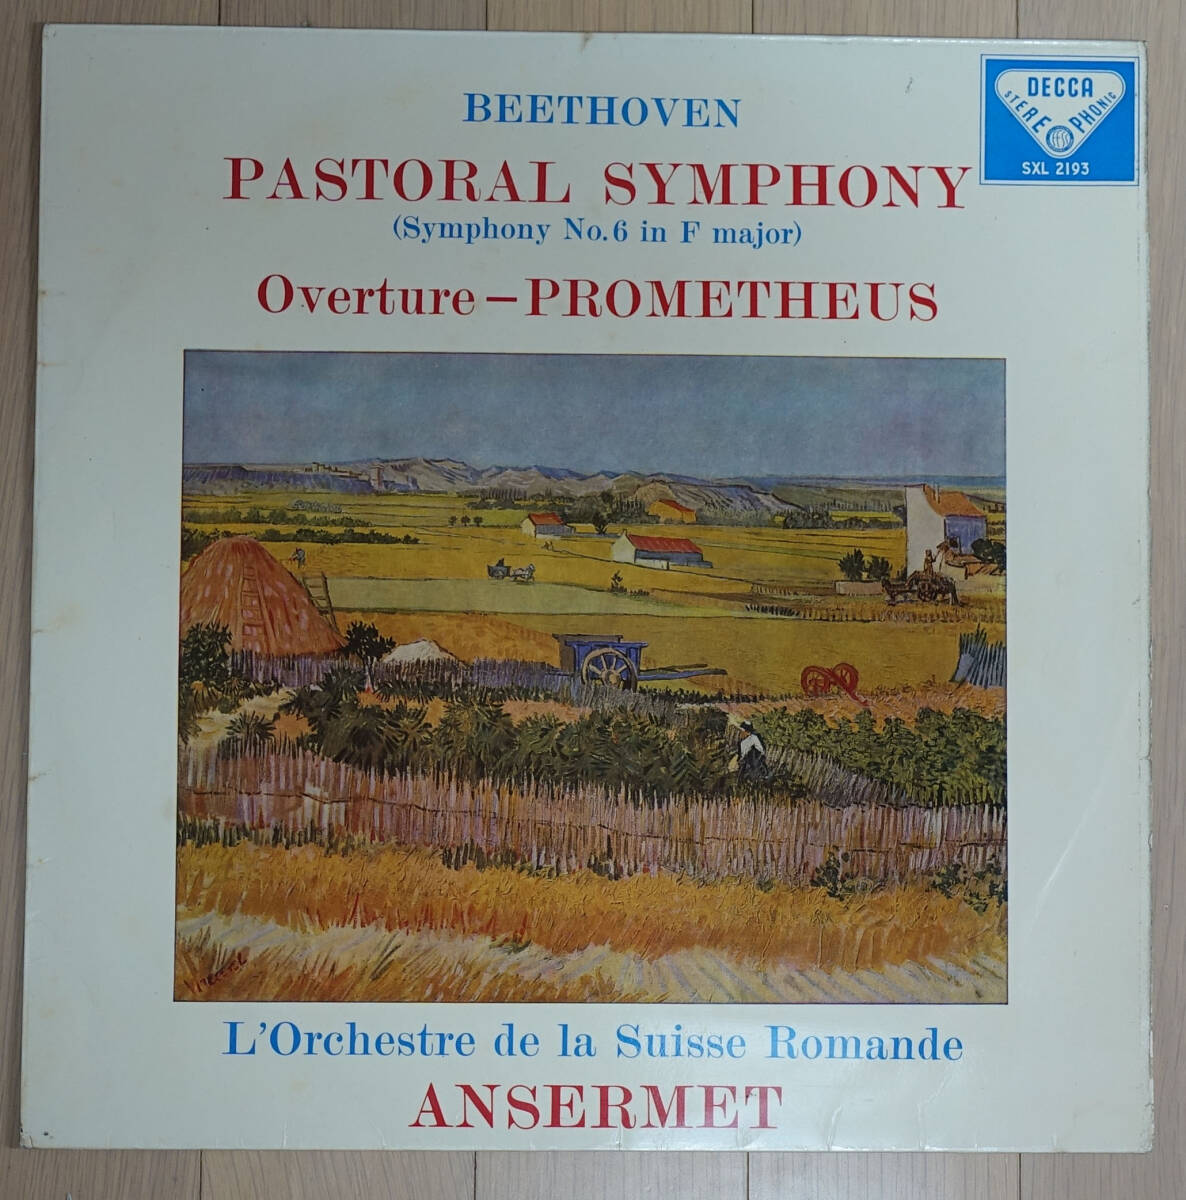 BEETHOVEN
PASTORAL SYMPHONY
(Symphony No. 6 in F major)
Overture – PROMETHEUS
DECCA
STEREOPHONIC
SXL 2193
L'Orchestre de la Suisse Romande
ANSERMET